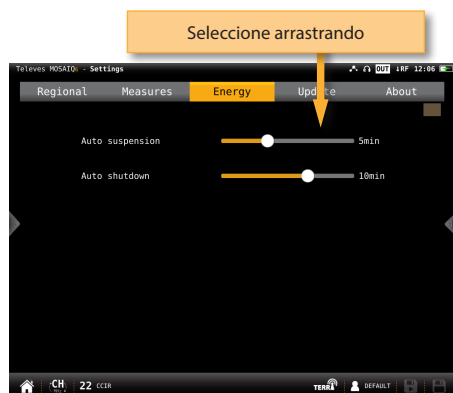 Seleccione arrastrando
Televes MOSAIQ6 - Settings OUT ↓RF 12:06
Regional Measures Energy Update About
Auto suspension 5min
Auto shutdown 10min
CH 22 CCIR TERR DEFAULT